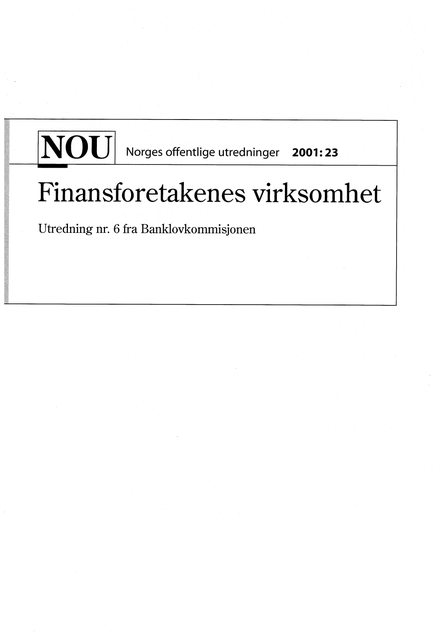 NOU Norges offentlige utredninger 2001: 23
Finansforetakenes virksomhet
Utredning nr. 6 fra Banklovkommisjonen